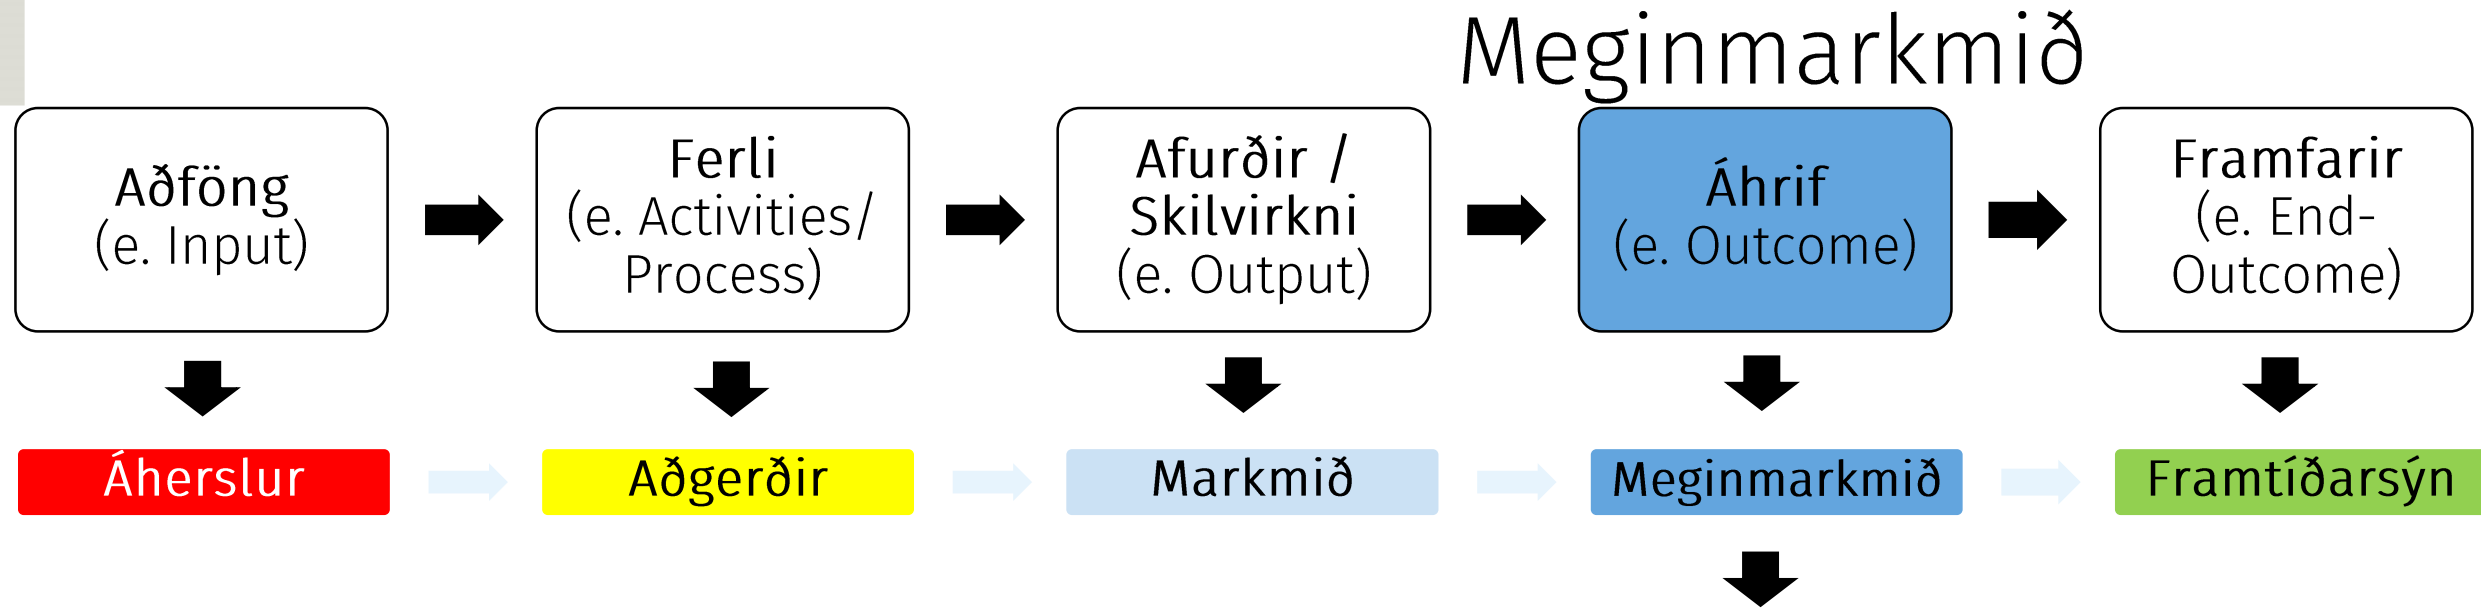 Meginmarkmið
Aðföng
(e. Input)
Ferli
(e. Activities/
Process)
Afurðir /
Skilvirkni
(e. Output)
Áhrif
(e. Outcome)
Framfarir
(e. End-
Outcome)
Áherslur
Aðgerðir
Markmið
Meginmarkmið
Framtíðarsýn